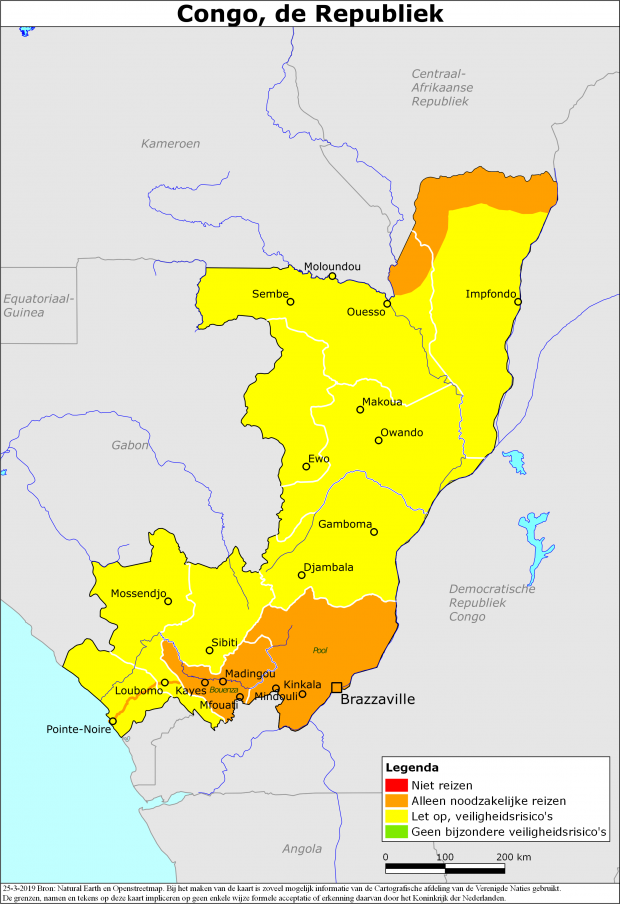 Congo, de Republiek
Centraal-
Afrikaanse
Republiek
Kameroen
Moloundou
Equatoriaal-
Guinea
Sembe
Ouesso
Impfondo
Makoua
Owando
Gabon
Ewo
Gamboma
Djambala
Mossendjo
Democratische
Republiek
Congo
Sibiti
Pool
Madingou
Loubomo
Kayes
Bouenza
Kinkala
Mindouli
Mfouati
Brazzaville
Pointe-Noire
Legenda
Niet reizen
Alleen noodzakelijke reizen
Let op, veiligheidsrisico's
Geen bijzondere veiligheidsrisico's
Angola
0 100 200 km
25-3-2019 Bron: Natural Earth en Openstreetmap. Bij het maken van de kaart is zoveel mogelijk informatie van de Cartografische afdeling van de Verenigde Naties gebruikt.
De grenzen, namen en tekens op deze kaart impliceren op geen enkele wijze formele acceptatie of erkenning daarvan door het Koninkrijk der Nederlanden.